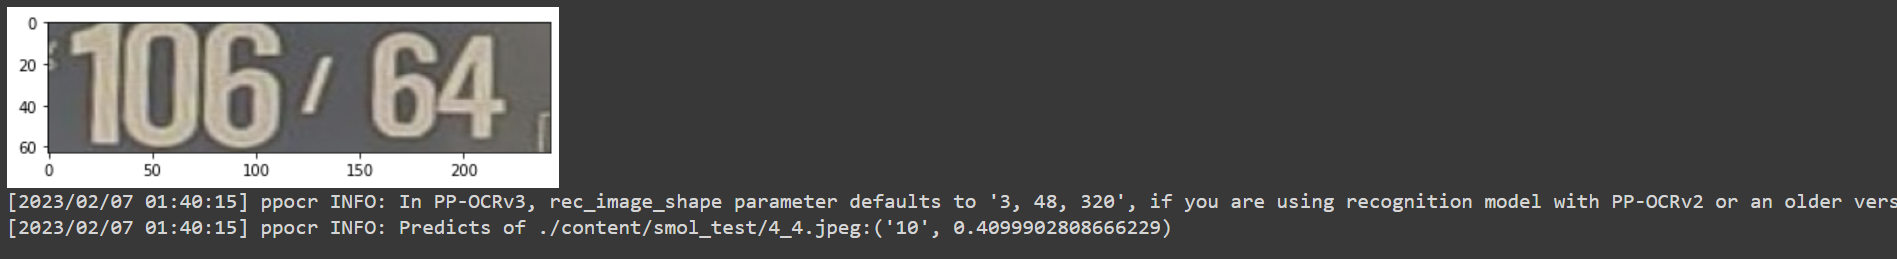 0
20
40
60
106 / 64
0 50 100 150 200
[2023/02/07 01:40:15] ppocr INFO: In PP-OCRv3, rec_image_shape parameter defaults to '3, 48, 320', if you are using recognition model with PP-OCRv2 or an older vers
[2023/02/07 01:40:15] ppocr INFO: Predicts of ./content/smol_test/4_4.jpeg:('10', 0.4099902808666229)